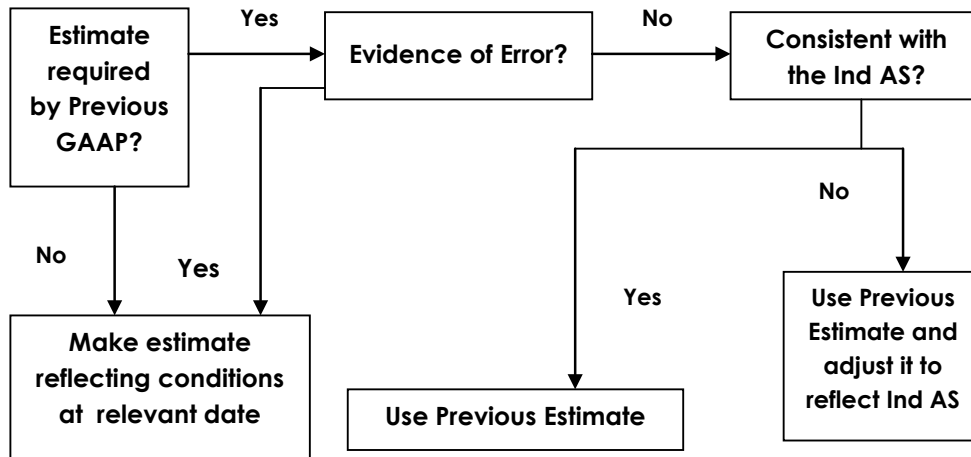 Estimate
required
by Previous
GAAP?
Yes
Evidence of Error?
No
Consistent with
the Ind AS?
No
Yes
Make estimate
reflecting conditions
at relevant date
Yes
Use Previous Estimate
No
Use Previous
Estimate and
adjust it to
reflect Ind AS